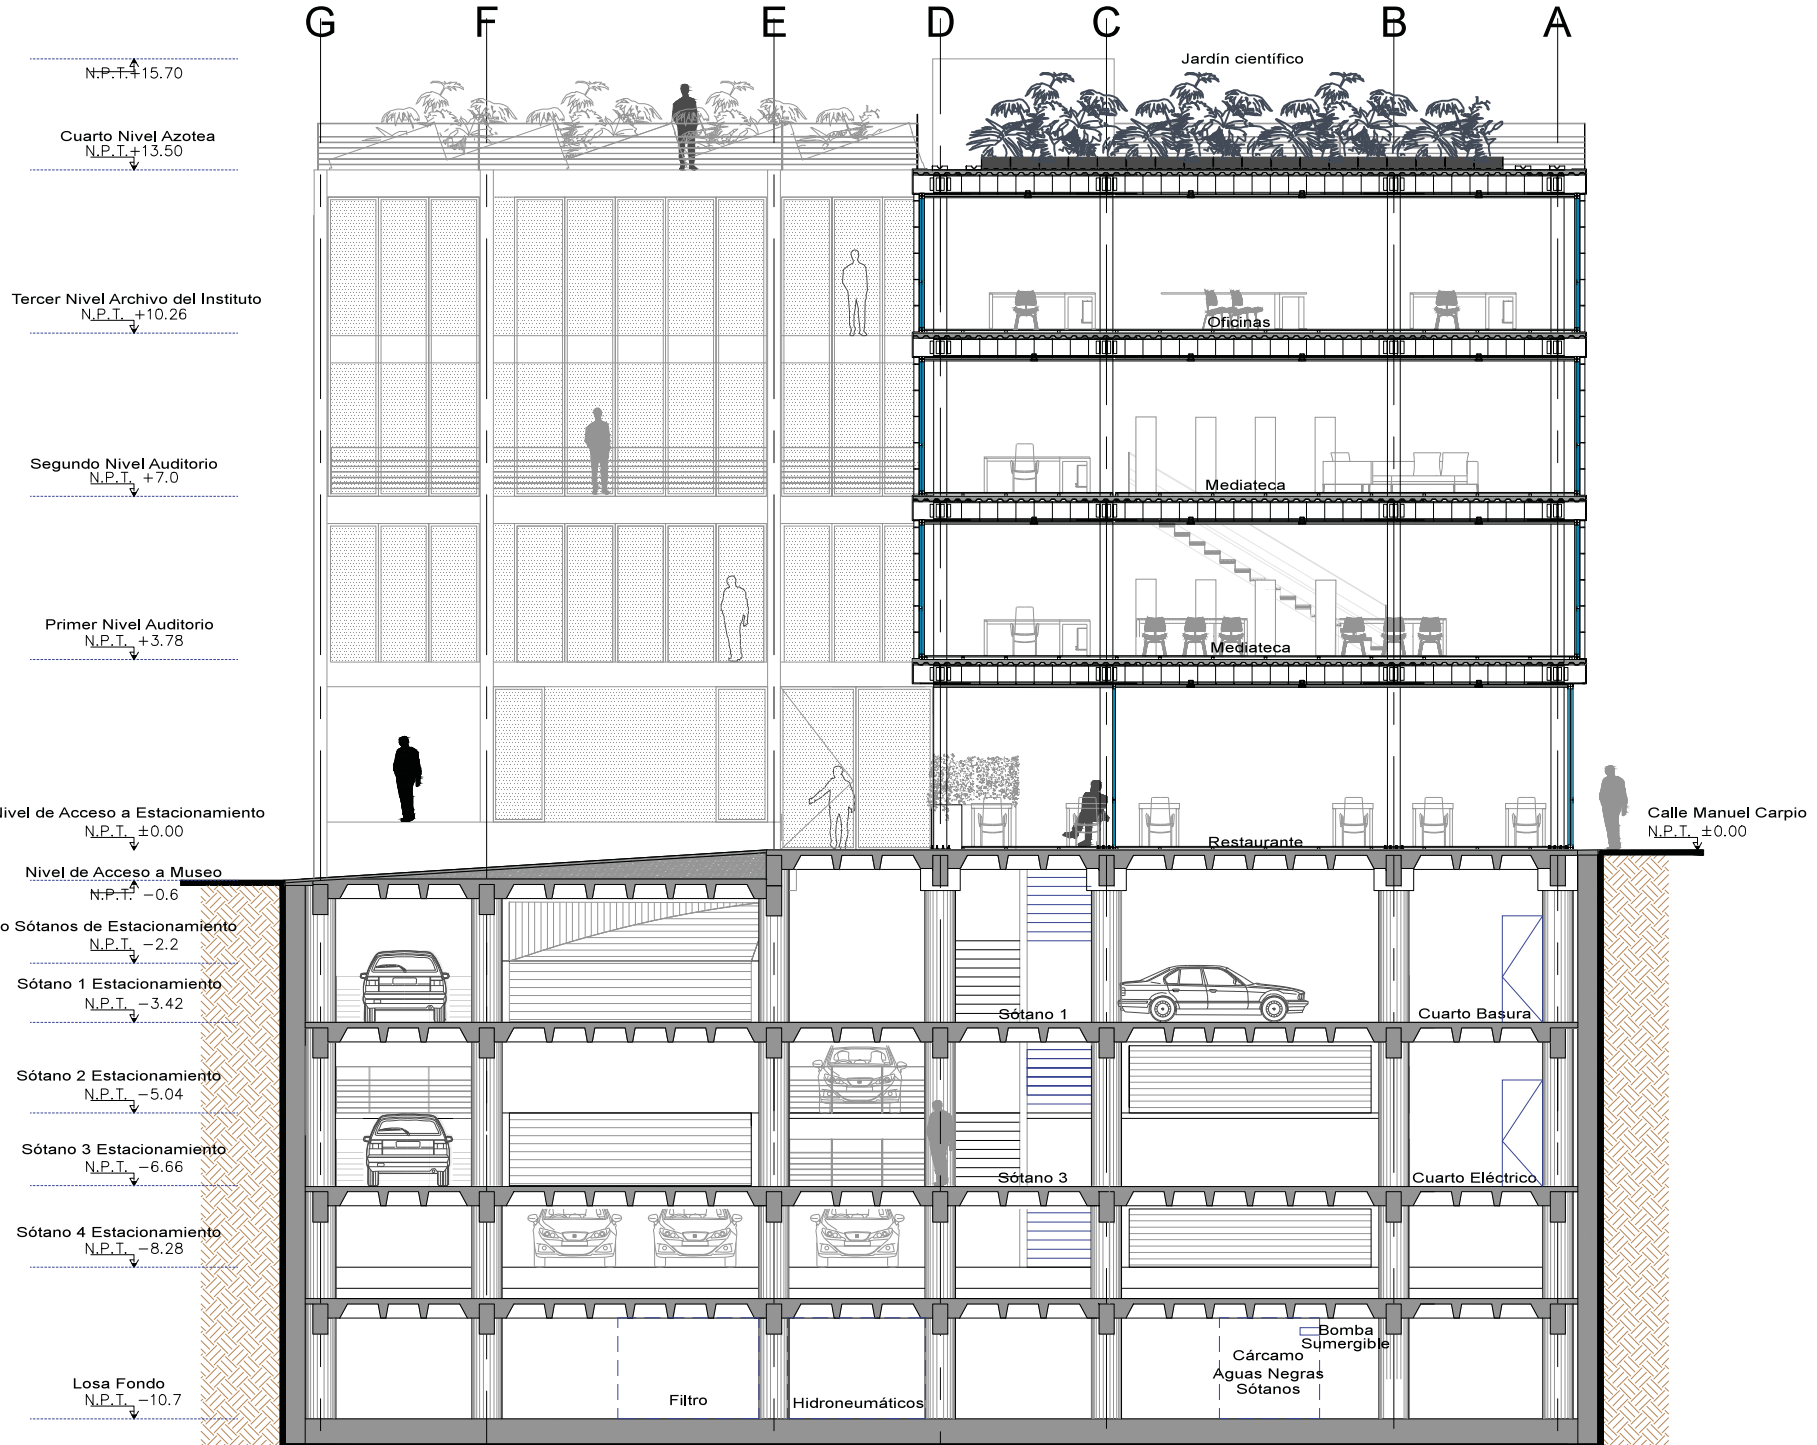 G F E D C B A
Jardín científico
N.P.T.+15.70
Cuarto Nivel Azotea
N.P.T.+13.50
Tercer Nivel Archivo del Instituto
N.P.T. +10.26
Oficinas
Segundo Nivel Auditorio
N.P.T. +7.0
Mediateca
Primer Nivel Auditorio
N.P.T. +3.78
Mediateca
Nivel de Acceso a Estacionamiento
N.P.T. ±0.00
Restaurante
Calle Manuel Carpio
N.P.T. ±0.00
Nivel de Acceso a Museo
N.P.T. -0.6
o Sótanos de Estacionamiento
N.P.T. -2.2
Sótano 1 Estacionamiento
N.P.T. -3.42
Sótano 1
Cuarto Basura
Sótano 2 Estacionamiento
N.P.T. -5.04
Sótano 3 Estacionamiento
N.P.T. -6.66
Sótano 3
Cuarto Eléctrico
Sótano 4 Estacionamiento
N.P.T. -8.28
Bomba
Sumergible
Cárcamo
Aguas Negras
Sótanos
Losa Fondo
N.P.T. -10.7
Filtro
Hidroneumáticos